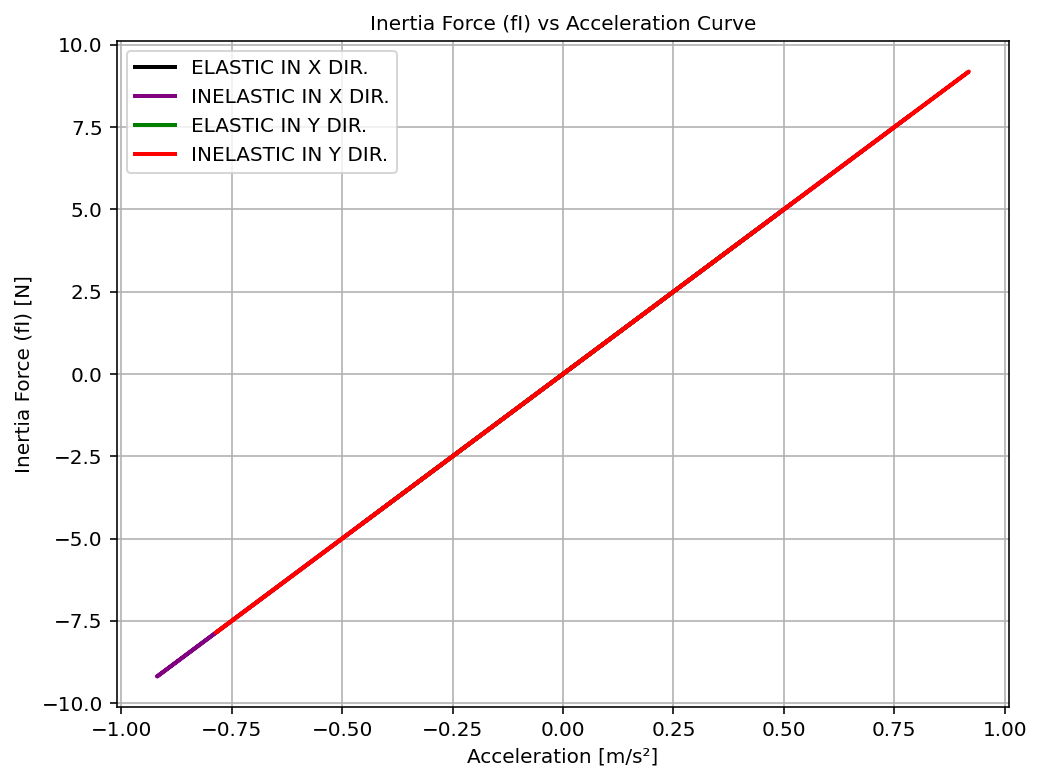 Inertia Force (fI) vs Acceleration Curve
ELASTIC IN X DIR.
INELASTIC IN X DIR.
ELASTIC IN Y DIR.
INELASTIC IN Y DIR.
Inertia Force (fI) [N]
10.0
7.5
5.0
2.5
0.0
−2.5
−5.0
−7.5
−10.0
−1.00 −0.75 −0.50 −0.25 0.00 0.25 0.50 0.75 1.00
Acceleration [m/s²]